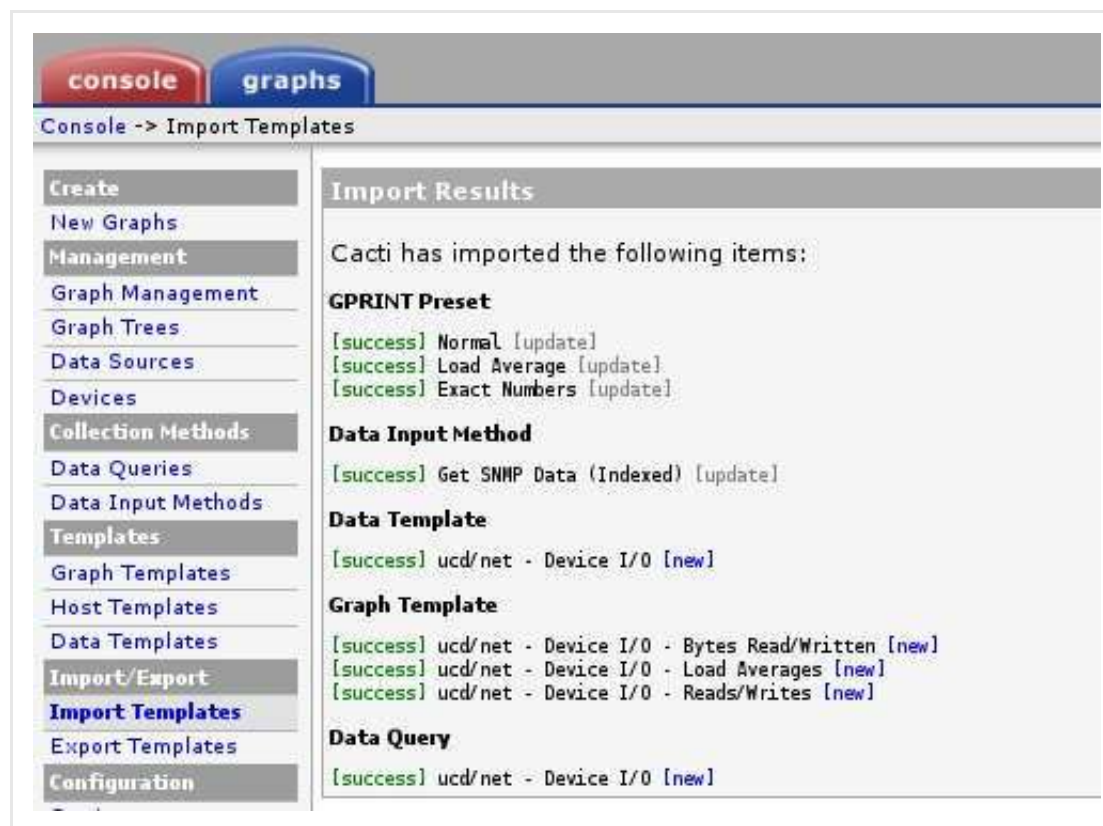 console graphs
Console -> Import Templates
Create
New Graphs
Management
Graph Management
Graph Trees
Data Sources
Devices
Collection Methods
Data Queries
Data Input Methods
Templates
Graph Templates
Host Templates
Data Templates
Import/Export
Import Templates
Export Templates
Configuration
Import Results
Cacti has imported the following items:
GPRINT Preset
[success] Normal [update]
[success] Load Average [update]
[success] Exact Numbers [update]
Data Input Method
[success] Get SNMP Data (Indexed) [update]
Data Template
[success] ucd/net - Device I/O [new]
Graph Template
[success] ucd/net - Device I/O - Bytes Read/Written [new]
[success] ucd/net - Device I/O - Load Averages [new]
[success] ucd/net - Device I/O - Reads/Writes [new]
Data Query
[success] ucd/net - Device I/O [new]